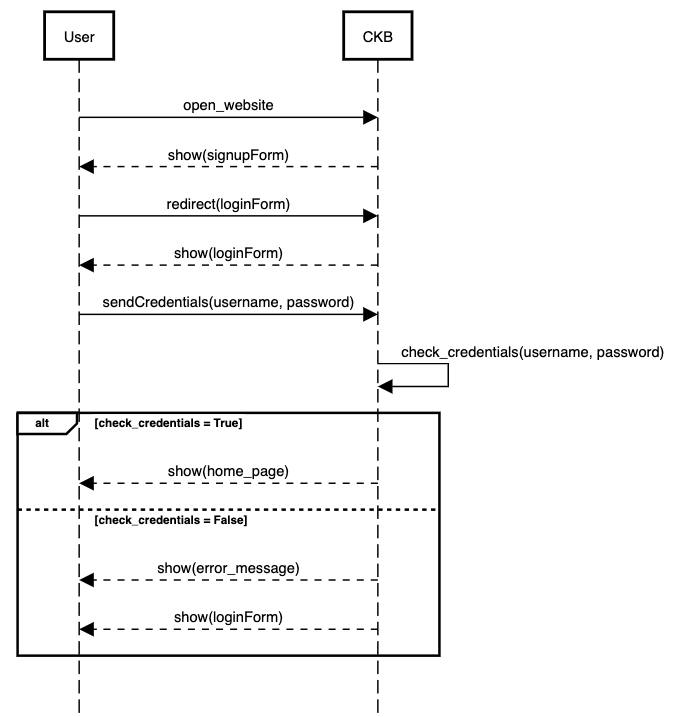 User
CKB
open_website
show(signupForm)
redirect(loginForm)
show(loginForm)
sendCredentials(username, password)
check_credentials(username, password)
alt
[check_credentials = True]
show(home_page)
[check_credentials = False]
show(error_message)
show(loginForm)